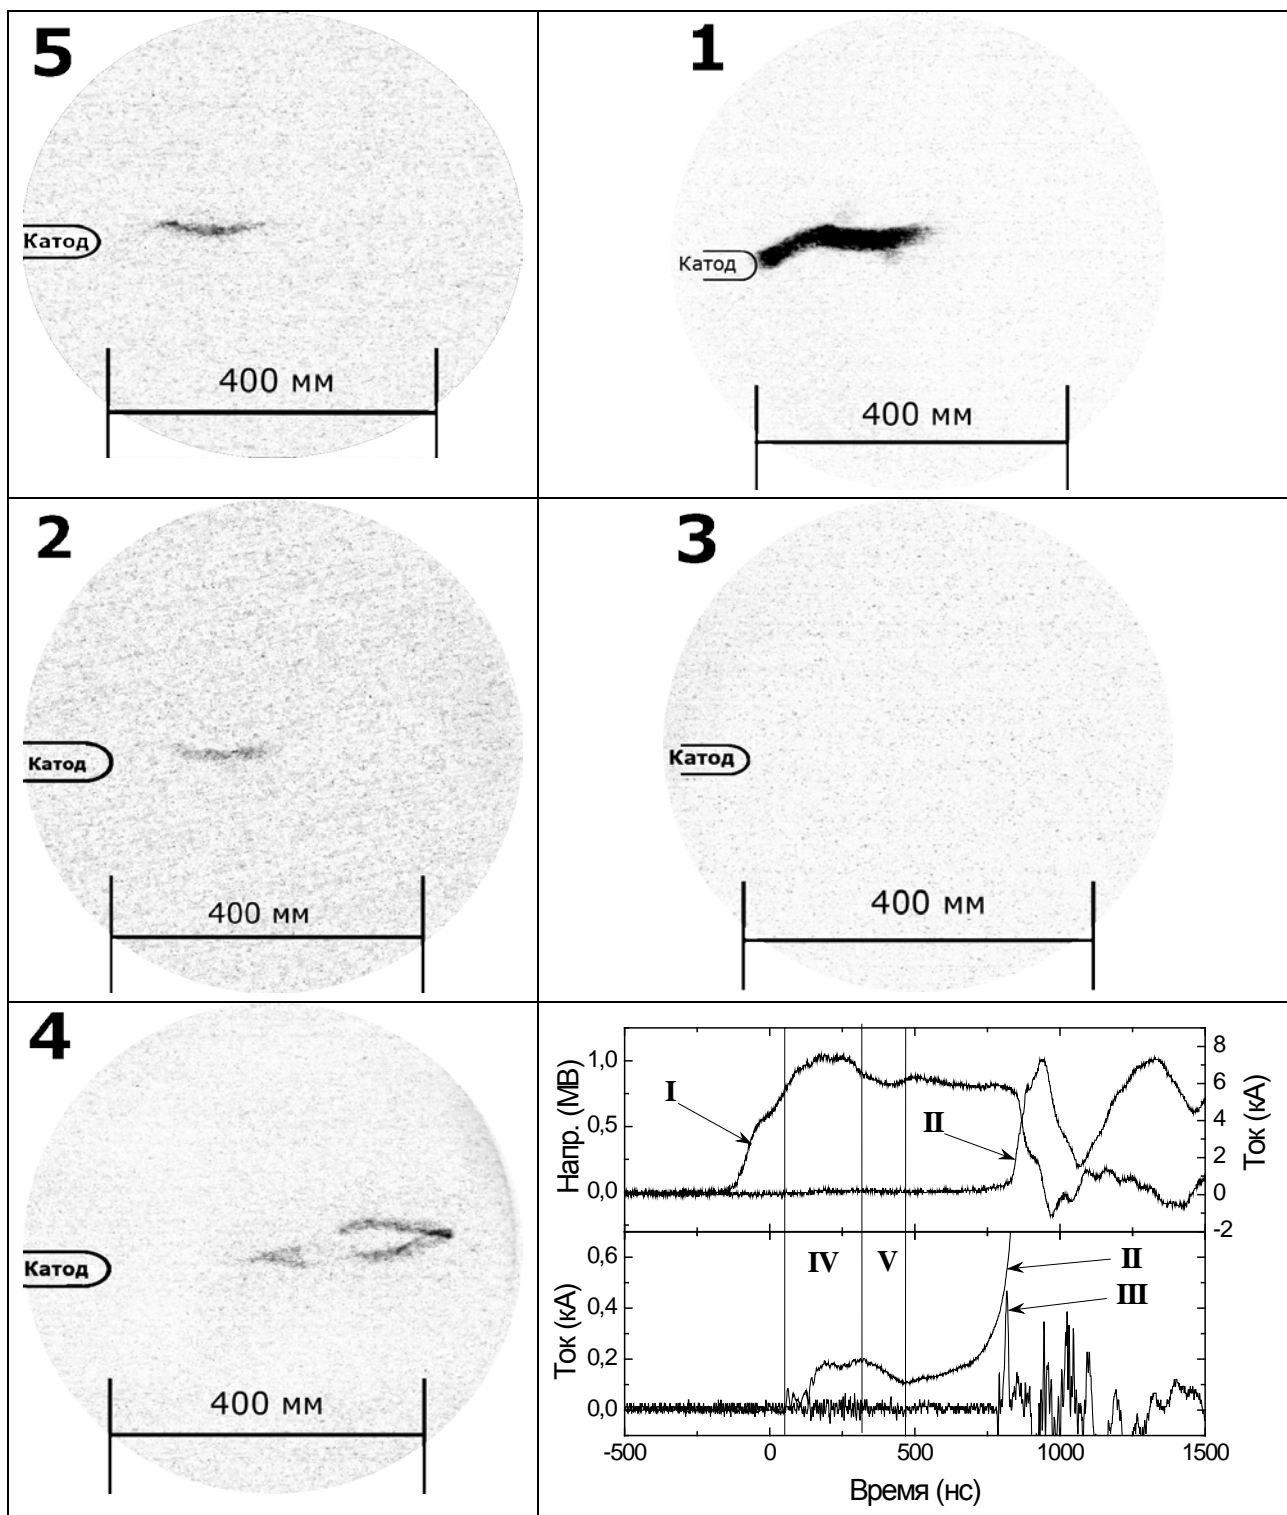 5
Катод
400 мм
1
Катод
400 мм
2
Катод
400 мм
3
Катод
400 мм
4
Катод
400 мм
Напр. (МВ)
1,0
0,5
0,0
I
II
8
6
4
2
0
-2
Ток (кА)
Ток (кА)
0,6
0,4
0,2
0,0
IV
V
II
III
-500
0
500
1000
1500
Время (нс)